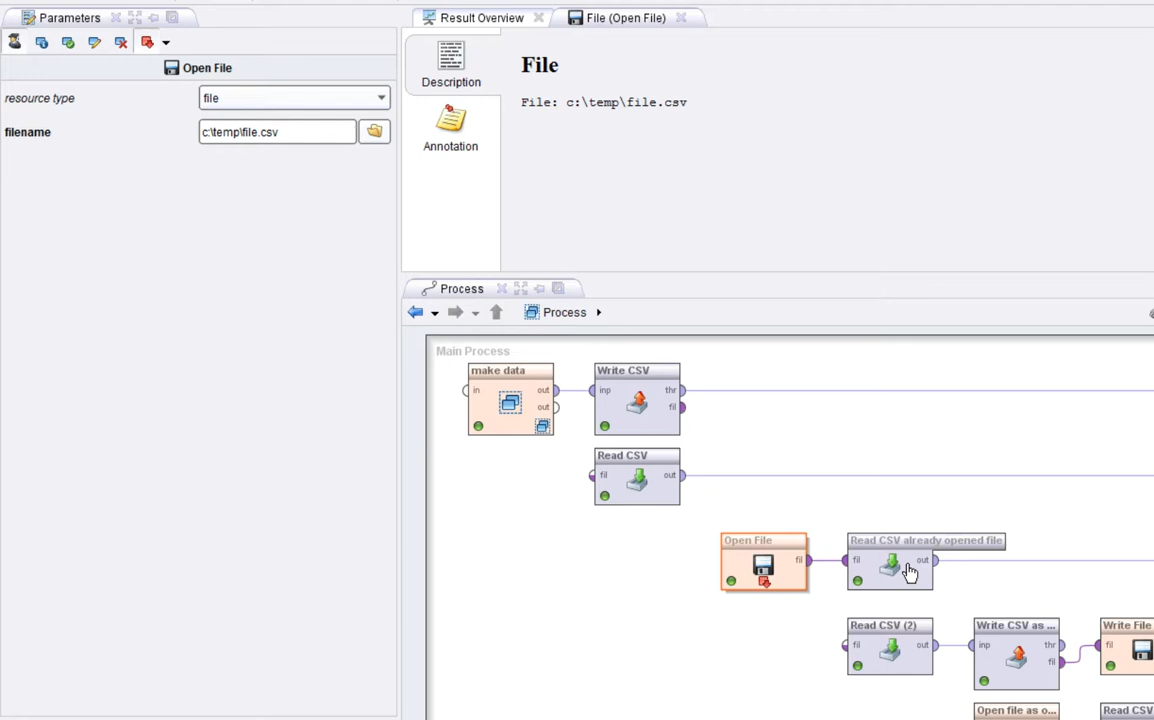 Parameters
Open File
resource type
file
filename
c:\temp\file.csv
Result Overview
File (Open File)
Description
Annotation
File
File: c:\temp\file.csv
Process
Process
Main Process
make data
in
out
out
Write CSV
inp
thr
fil
Read CSV
fil
out
Open File
fil
Read CSV already opened file
fil
out
Read CSV (2)
fil
out
Write CSV as ...
inp
thr
fil
Write File
fil
Open file as o...
Read CSV